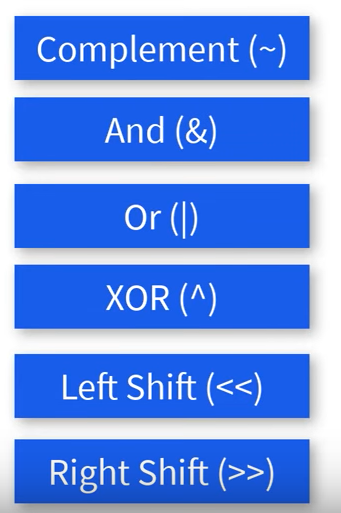 Complement (~)
And (&)
Or (|)
XOR (^)
Left Shift (<<)
Right Shift (>>)